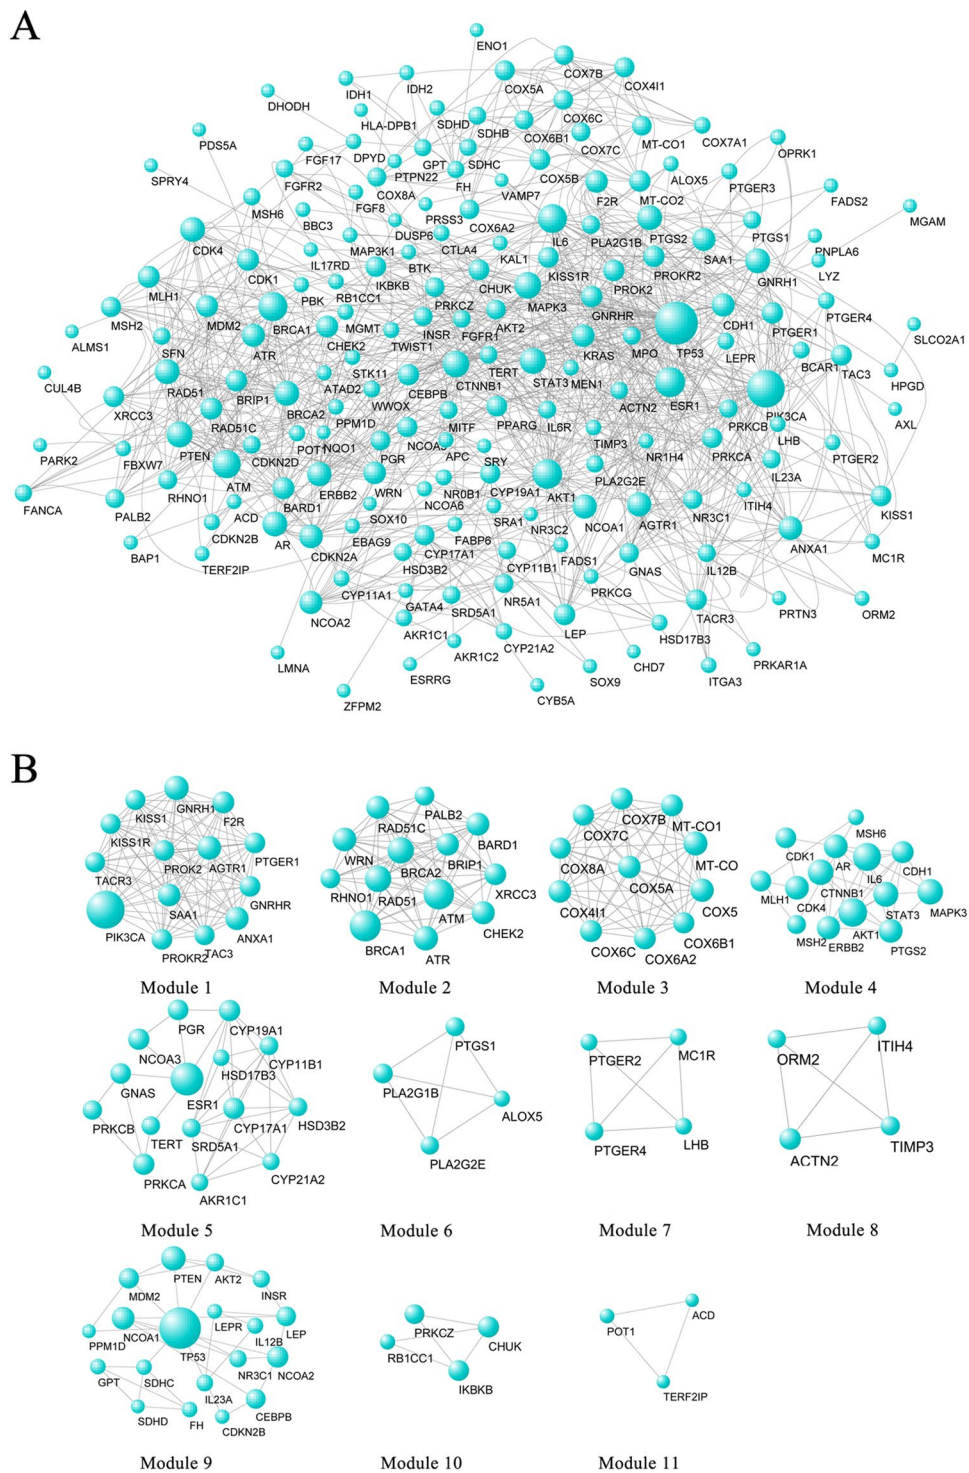 A
ENO1
COX7B
COX4I1
COX5A
IDH1
IDH2
DHODH
HLA-DPB1
SDHD
SDHB
COX6C
COX6B1
COX7C
MT-CO1
COX7A1
PDS5A
FGF17
DPYD
GPT
SDHC
OPRK1
SPRY4
FGFR2
PTPN22
COX8A
FH
VAMP7
COX5B
F2R
MT-CO2
ALOX5
PTGER3
FADS2
MSH6
BBC3
FGF8
PRSS3
COX6A2
MGAM
CDK4
MAP3K1
DUSP6
CTLA4
KAL1
IL6
PLA2G1B
PTGS2
SAA1
PTGS1
PNPLA6
CDK1
IL17RD
IKBKB
BTK
CHUK
KISS1R
PROK2
PROKR2
GNRH1
LYZ
MLH1
PBK
RB1CC1
PRKCZ
MAPK3
GNRHR
MSH2
MDM2
BRCA1
MGMT
INSR
FGFR1
AKT2
TP53
CDH1
PTGER1
PTGER4
ALMS1
SFN
ATR
CHEK2
TWIST1
KRAS
MPO
LEPR
BCAR1
TAC3
SLCO2A1
CUL4B
RAD51
STK11
CTNNB1
TERT
STAT3
MEN1
HPGD
XRCC3
BRIP1
BRCA2
ATAD2
WWOX
CEBPB
ACTN2
ESR1
PIK3CA
AXL
RAD51C
PPM1D
MITF
PPARG
IL6R
TIMP3
PRKCB
LHB
PARK2
FBXW7
PTEN
CDKN2D
POT1
NQO1
PGR
NCOA3
APC
SRY
NR1H4
PRKCA
IL23A
PTGER2
FANCA
PALB2
RHNO1
ATM
BARD1
ERBB2
WRN
NR0B1
CYP19A1
AKT1
PLA2G2E
ITIH4
KISS1
BAP1
ACD
CDKN2B
AR
CDKN2A
SOX10
NCOA6
SRA1
NR3C2
NCOA1
AGTR1
NR3C1
ANXA1
MC1R
TERF2IP
EBAG9
FABP6
CYP17A1
HSD3B2
CYP11B1
FADS1
GNAS
IL12B
NCOA2
CYP11A1
GATA4
SRD5A1
NR5A1
PRKCG
LEP
TACR3
PRTN3
ORM2
LMNA
AKR1C1
AKR1C2
CYP21A2
HSD17B3
ZFPM2
ESRRG
CYB5A
SOX9
CHD7
ITGA3
PRKAR1A
B
GNRH1
KISS1
F2R
KISS1R
PROK2
AGTR1
PTGER1
TACR3
SAA1
GNRHR
PIK3CA
PROKR2
TAC3
ANXA1
Module 1
PALB2
RAD51C
BARD1
WRN
BRCA2
BRIP1
RHNO1
RAD51
ATM
XRCC3
BRCA1
ATR
CHEK2
Module 2
COX7B
COX7C
MT-CO1
COX8A
COX5A
MT-CO
COX4I1
COX5
COX6C
COX6A2
COX6B1
Module 3
MSH6
CDK1
AR
IL6
CDH1
MLH1
CDK4
CTNNB1
STAT3
MAPK3
MSH2
ERBB2
AKT1
PTGS2
Module 4
PGR
CYP19A1
NCOA3
CYP11B1
GNAS
ESR1
HSD17B3
PRKCB
TERT
SRD5A1
CYP17A1
HSD3B2
PRKCA
AKR1C1
CYP21A2
Module 5
PTGS1
PLA2G1B
ALOX5
PLA2G2E
Module 6
PTGER2
MC1R
PTGER4
LHB
Module 7
ORM2
ITIH4
ACTN2
TIMP3
Module 8
PTEN
AKT2
MDM2
INSR
PPM1D
NCOA1
TP53
LEPR
IL12B
LEP
GPT
SDHC
NR3C1
NCOA2
SDHD
FH
IL23A
CDKN2B
CEBPB
Module 9
PRKCZ
CHUK
RB1CC1
IKBKB
Module 10
POT1
ACD
TERF2IP
Module 11